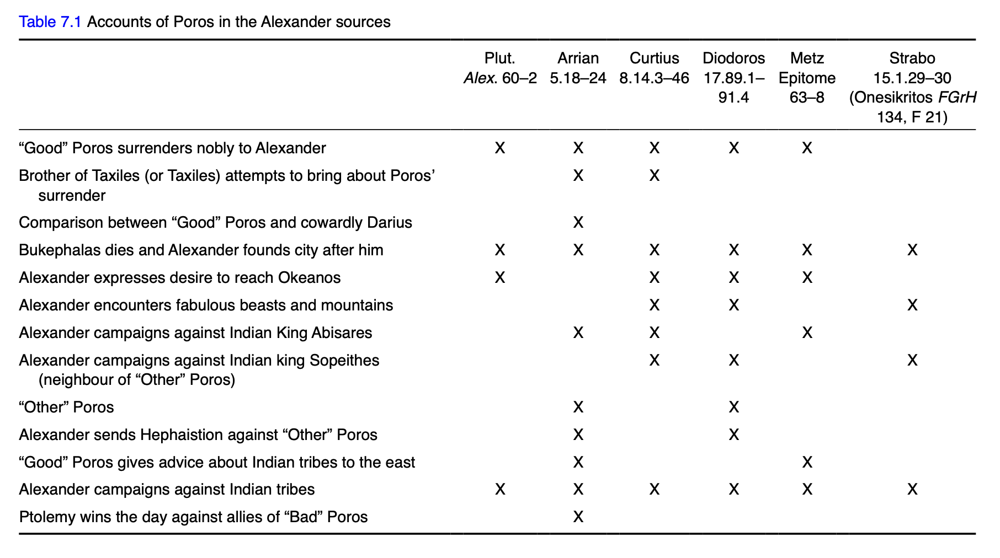 Table 7.1 Accounts of Poros in the Alexander sources
Plut. Arrian Curtius Diodoros Metz Strabo
Alex. 60–2 5.18–24 8.14.3–46 17.89.1– Epitome 15.1.29–30
91.4 63–8 (Onesikritos FGrH
134, F 21)
“Good” Poros surrenders nobly to Alexander X X X X X
Brother of Taxiles (or Taxiles) attempts to bring about Poros’ X X
surrender
Comparison between “Good” Poros and cowardly Darius X
Bukephalas dies and Alexander founds city after him X X X X X X
Alexander expresses desire to reach Okeanos X X X X
Alexander encounters fabulous beasts and mountains X X X
Alexander campaigns against Indian King Abisares X X X
Alexander campaigns against Indian king Sopeithes X X X
(neighbour of “Other” Poros)
“Other” Poros X X
Alexander sends Hephaistion against “Other” Poros X X
“Good” Poros gives advice about Indian tribes to the east X X
Alexander campaigns against Indian tribes X X X X X X
Ptolemy wins the day against allies of “Bad” Poros X